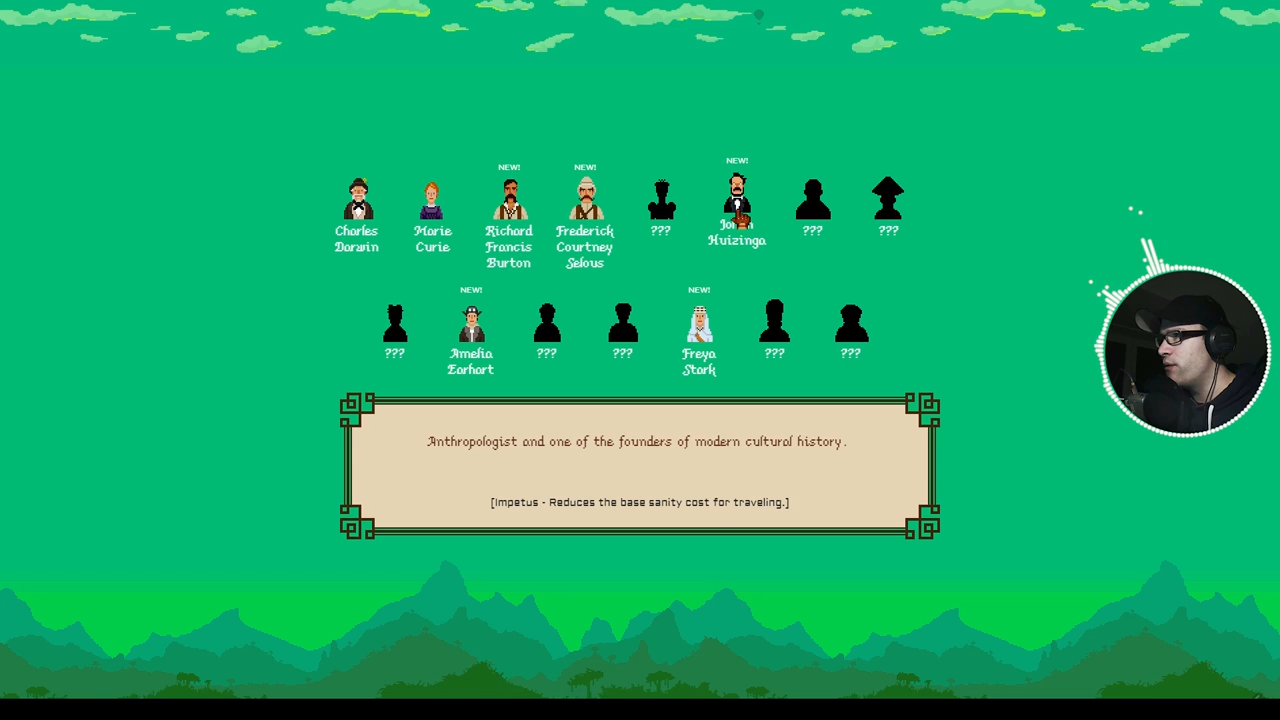 NEW!
NEW!
NEW!
Charles
Darwin
Marie
Curie
Richard
Francis
Burton
Frederick
Courtney
Selous
???
Huizinga
???
???
NEW!
NEW!
???
Amelia
Earhart
???
???
Freya
Stark
???
???
Anthropologist and one of the founders of modern cultural history.
[Impetus - Reduces the base sanity cost for traveling.]